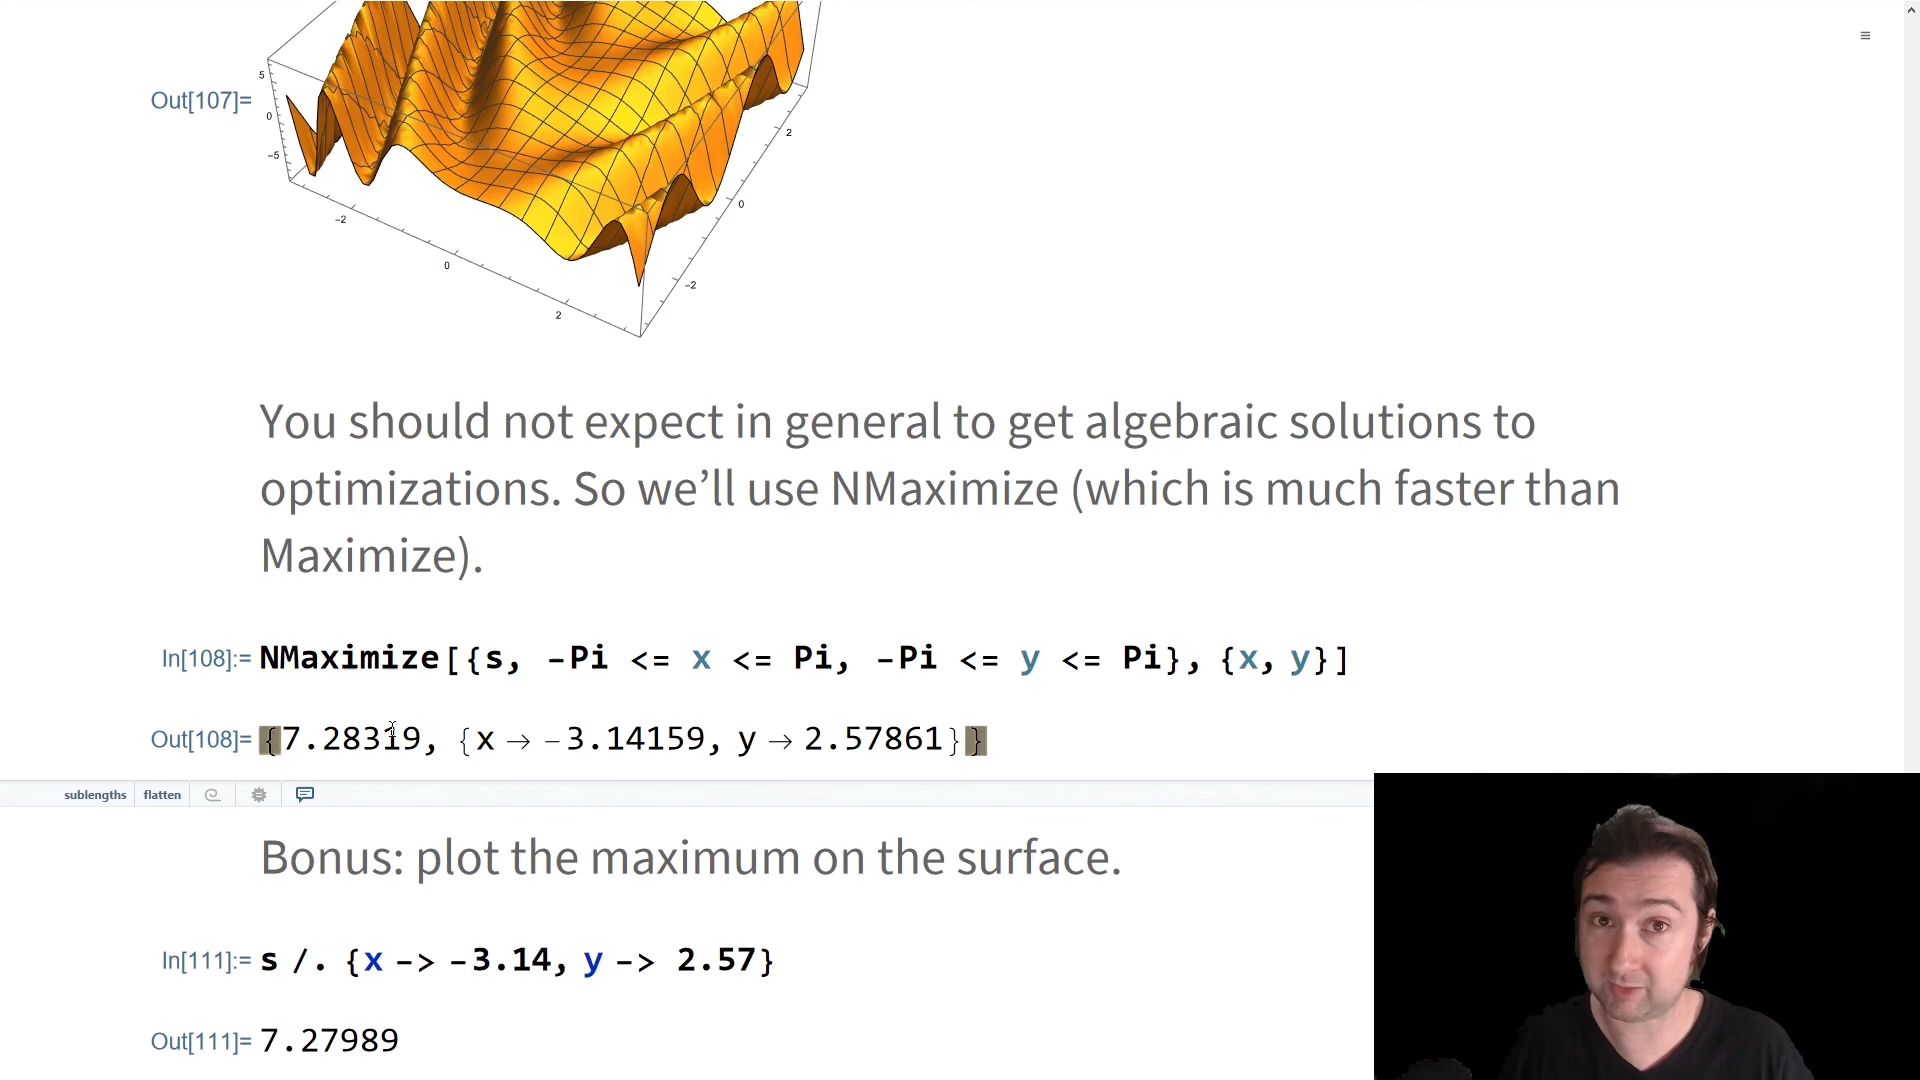 5
0
-5
Out[107]=
-2
0
2
2
0
-2
You should not expect in general to get algebraic solutions to
optimizations. So we’ll use NMaximize (which is much faster than
Maximize).
In[108]:= NMaximize[{s, -Pi <= x <= Pi, -Pi <= y <= Pi}, {x, y}]
Out[108]= {7.28319, {x → -3.14159, y → 2.57861}}
sublengths flatten
Bonus: plot the maximum on the surface.
In[111]:= s /. {x -> -3.14, y -> 2.57}
Out[111]= 7.27989